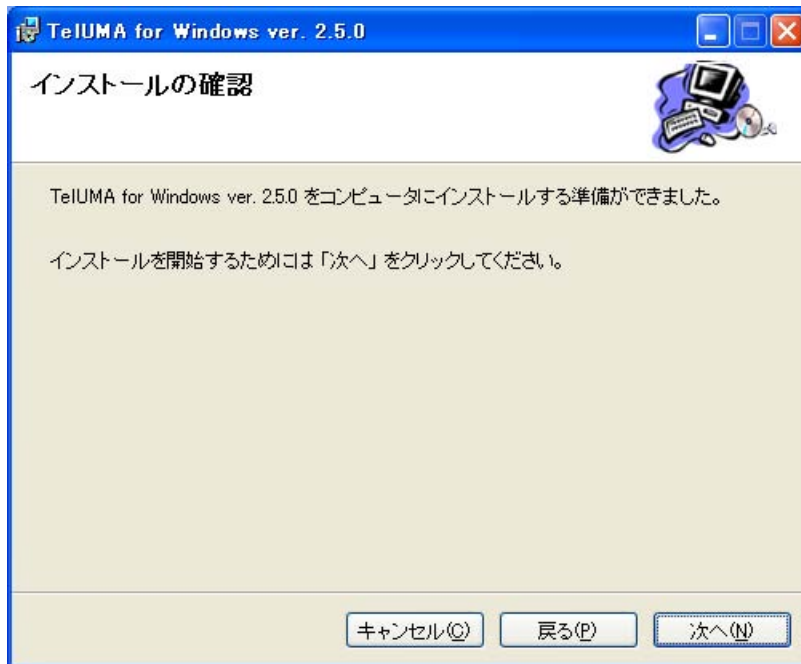 TelUMA for Windows ver. 2.5.0
インストールの確認
TelUMA for Windows ver. 2.5.0 をコンピュータにインストールする準備ができました。
インストールを開始するためには「次へ」をクリックしてください。
キャンセル(C) 戻る(P) 次へ(N)